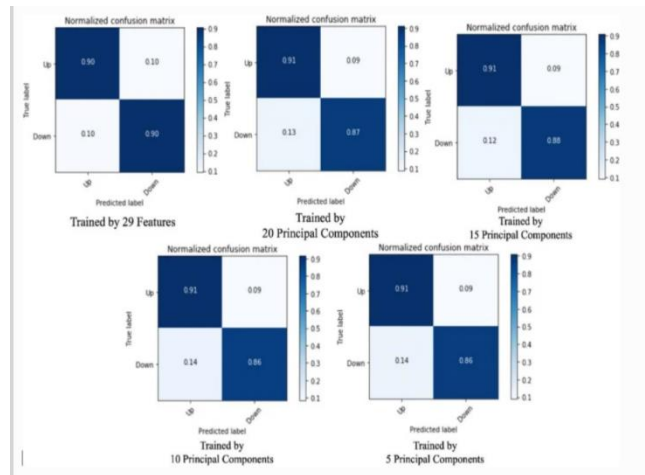 Normalized confusion matrix
0.9
0.8
0.7
0.6
0.5
0.4
0.3
0.2
0.1
True label
Up
Down
0.90
0.10
0.10
0.90
Up
Down
Predicted label
Trained by 29 Features
Normalized confusion matrix
0.9
0.8
0.7
0.6
0.5
0.4
0.3
0.2
0.1
True label
Up
Down
0.91
0.09
0.13
0.87
Up
Down
Predicted label
Trained by
20 Principal Components
Normalized confusion matrix
0.9
0.8
0.7
0.6
0.5
0.4
0.3
0.2
0.1
True label
Up
Down
0.91
0.09
0.12
0.88
Up
Down
Predicted label
Trained by
15 Principal Components
Normalized confusion matrix
0.9
0.8
0.7
0.6
0.5
0.4
0.3
0.2
0.1
True label
Up
Down
0.91
0.09
0.14
0.86
Up
Down
Predicted label
Trained by
10 Principal Components
Normalized confusion matrix
0.9
0.8
0.7
0.6
0.5
0.4
0.3
0.2
0.1
True label
Up
Down
0.91
0.09
0.14
0.86
Up
Down
Predicted label
Trained by
5 Principal Components